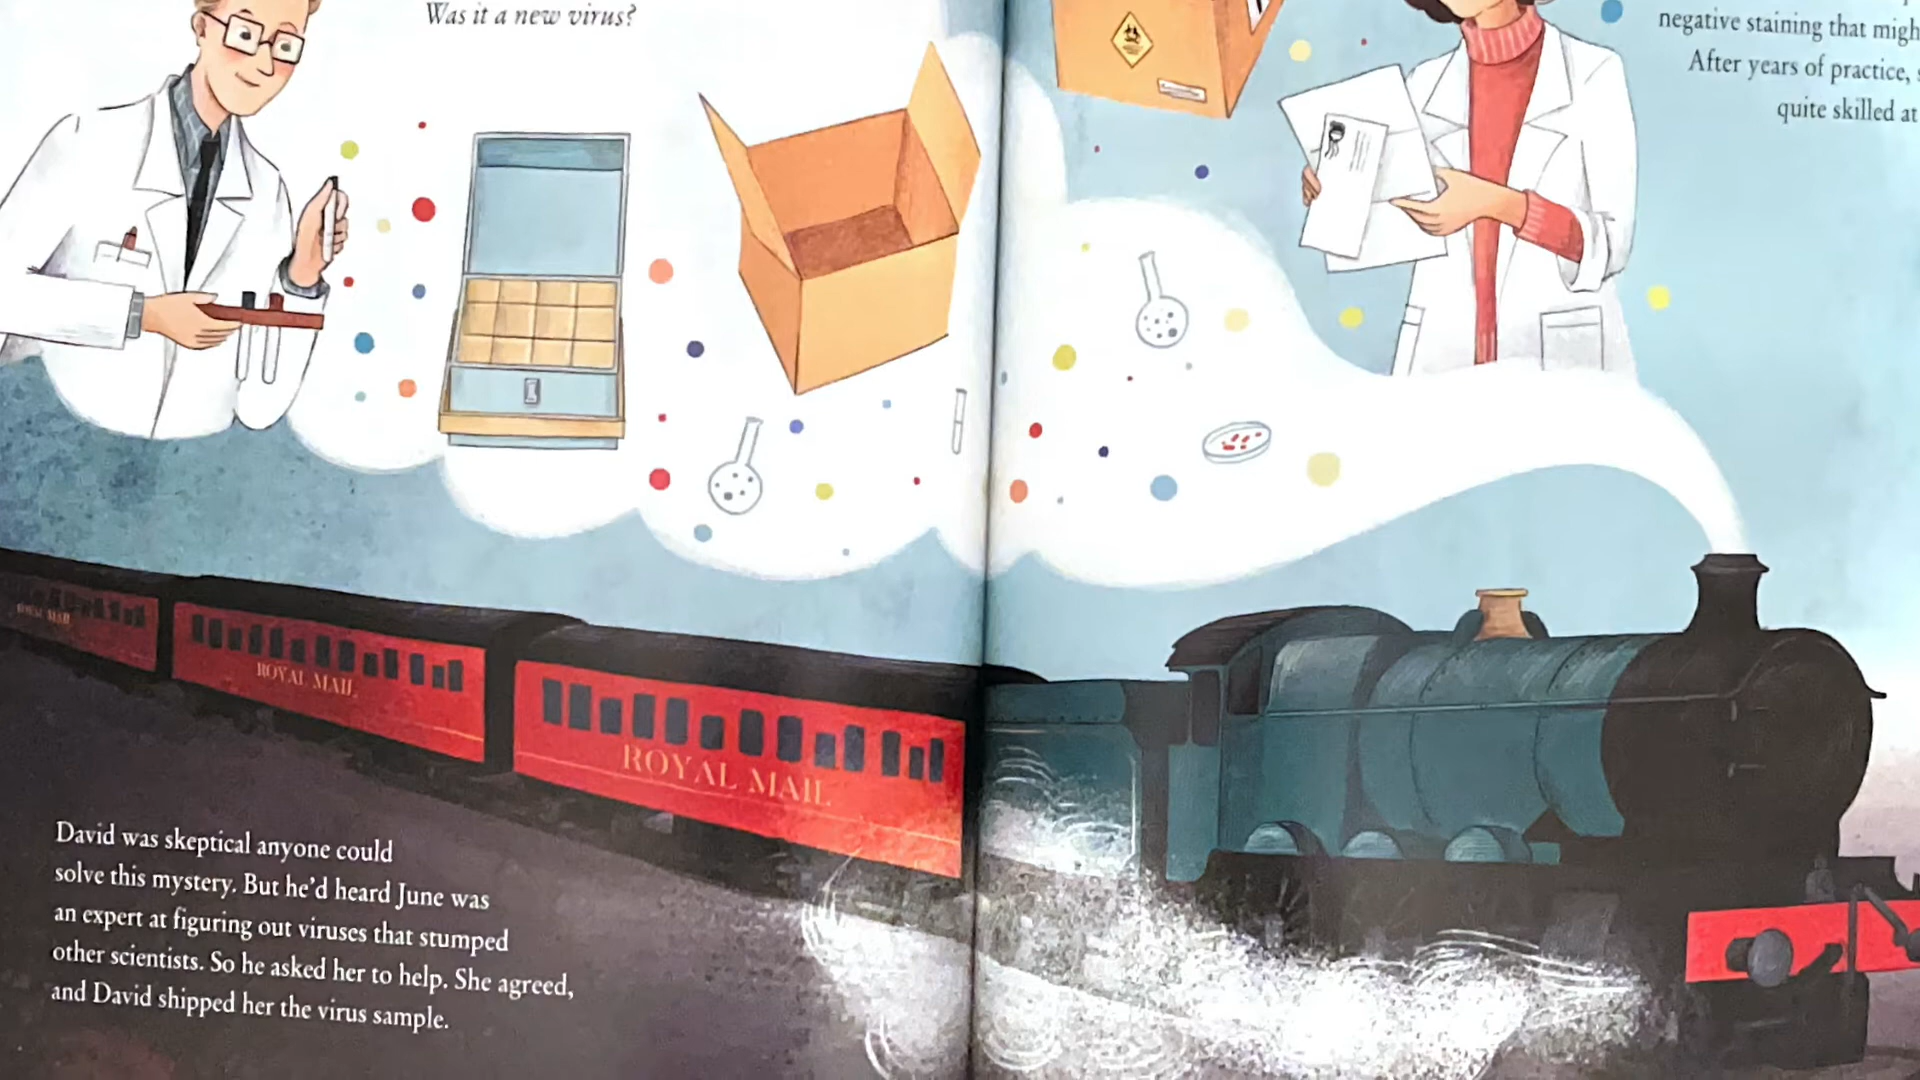 Was it a new virus?
negative staining that
After years of practice,
quite skilled at
ROYAL MAIL
ROYAL MAIL
ROYAL MAIL
David was skeptical anyone could
solve this mystery. But he'd heard June was
an expert at figuring out viruses that stumped
other scientists. So he asked her to help. She agreed,
and David shipped her the virus sample.